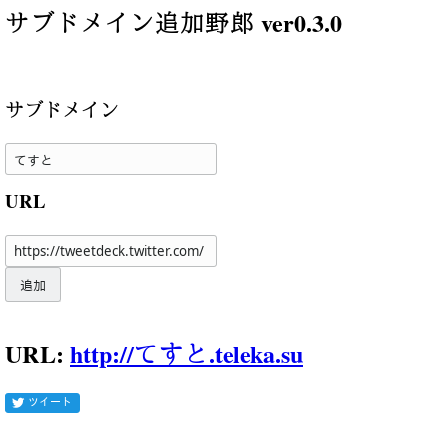 サブドメイン追加野郎 ver0.3.0
サブドメイン
てすと
URL
https://tweetdeck.twitter.com/
追加
URL: http://てすと.teleka.su
ツイート